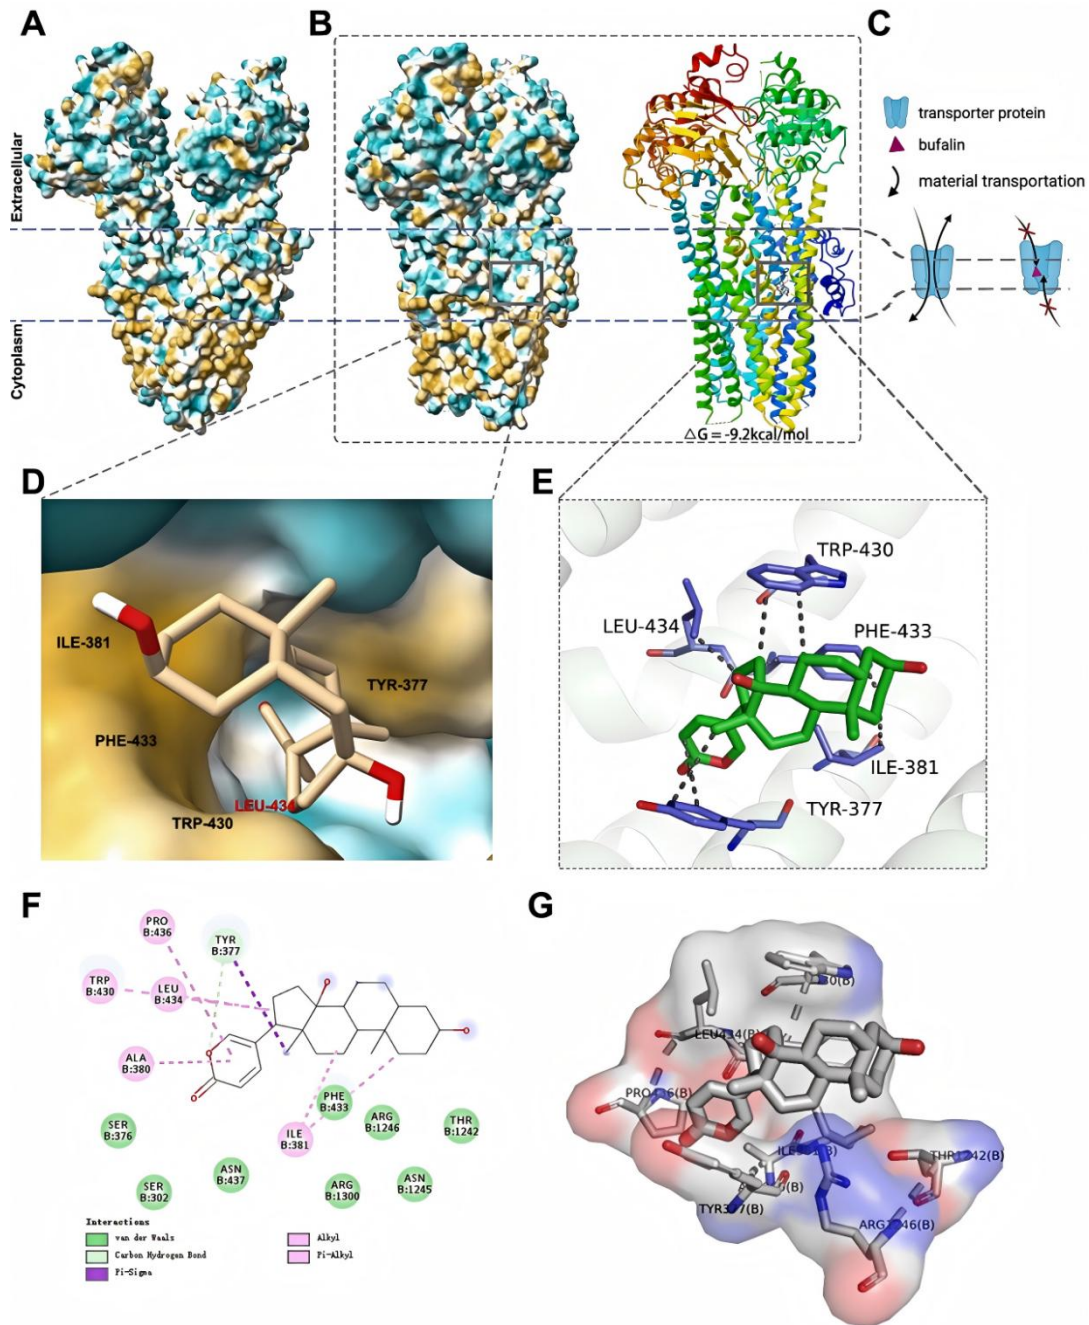 A
B
C
Extracellular
Cytoplasm
transporter protein
bufalin
material transportation
△G = -9.2kcal/mol
D
ILE-381
TYR-377
PHE-433
LEU-434
TRP-430
E
TRP-430
LEU-434
PHE-433
ILE-381
TYR-377
F
PRO
B:436
TYR
B:377
TRP
B:430
LEU
B:434
ALA
B:380
PHE
B:433
ARG
B:1246
THR
B:1242
SER
B:376
ILE
B:381
ASN
B:437
SER
B:302
ARG
B:1300
ASN
B:1245
Interactions
van der Waals
Carbon Hydrogen Bond
Pi-Sigma
Alkyl
Pi-Alkyl
G
LEU434(B)
THR1242(B)
TYR377(B)
ARG1246(B)